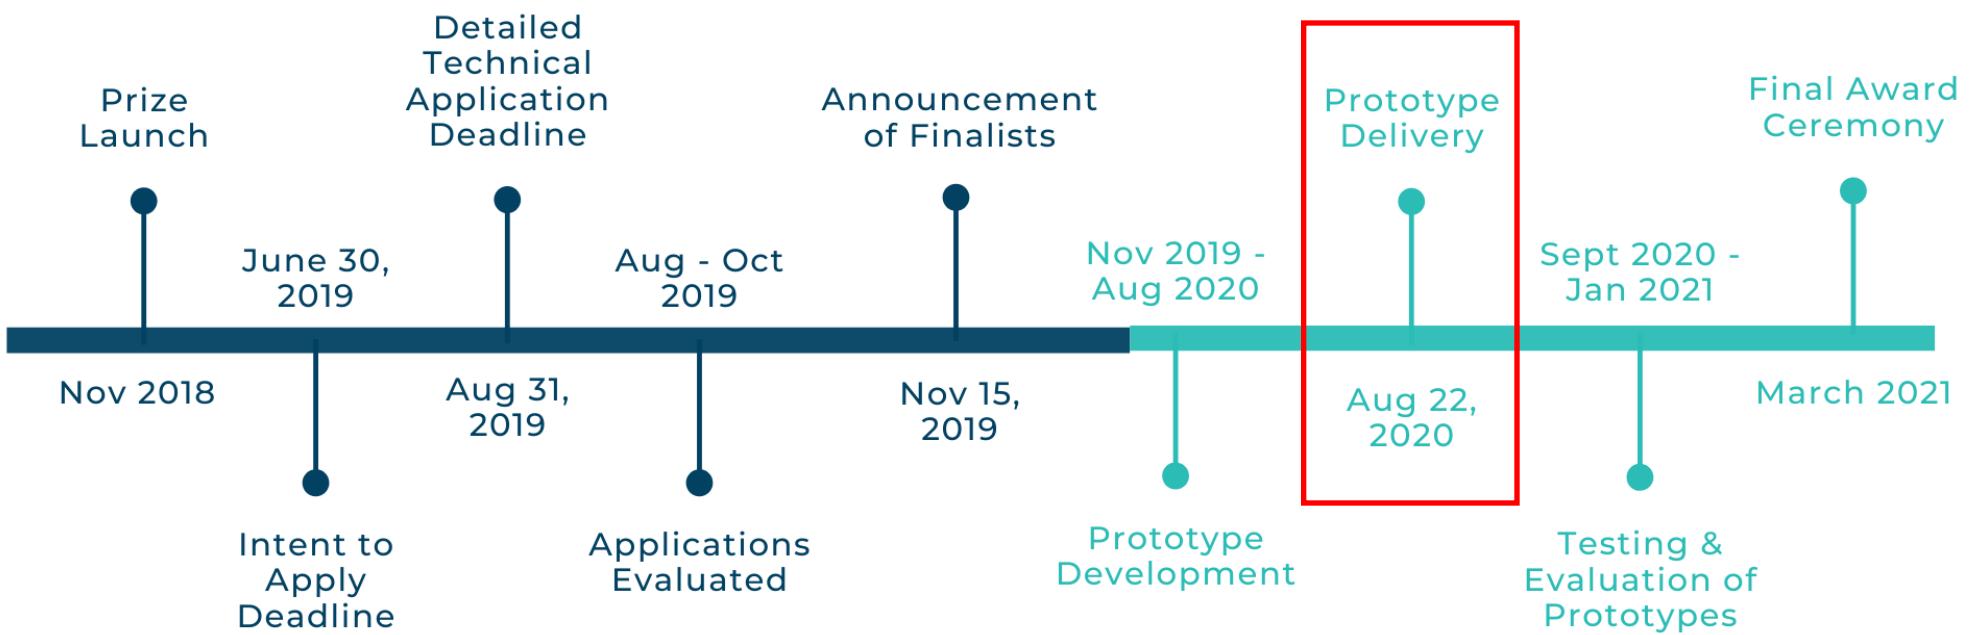 Prize
Launch
Nov 2018
June 30,
2019
Intent to
Apply
Deadline
Detailed
Technical
Application
Deadline
Aug 31,
2019
Aug - Oct
2019
Applications
Evaluated
Announcement
of Finalists
Nov 15,
2019
Nov 2019 -
Aug 2020
Prototype
Development
Prototype
Delivery
Aug 22,
2020
Sept 2020 -
Jan 2021
Testing &
Evaluation of
Prototypes
Final Award
Ceremony
March 2021